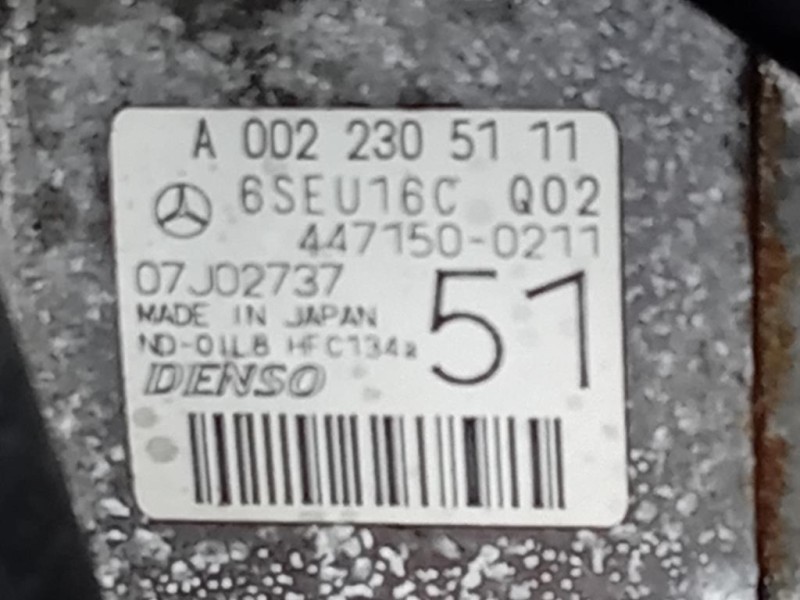 A 002 230 51 11
6SEU16C Q02
447150-0211
07J02737
MADE IN JAPAN
ND-OIL8 HFC134a
51
DENSO